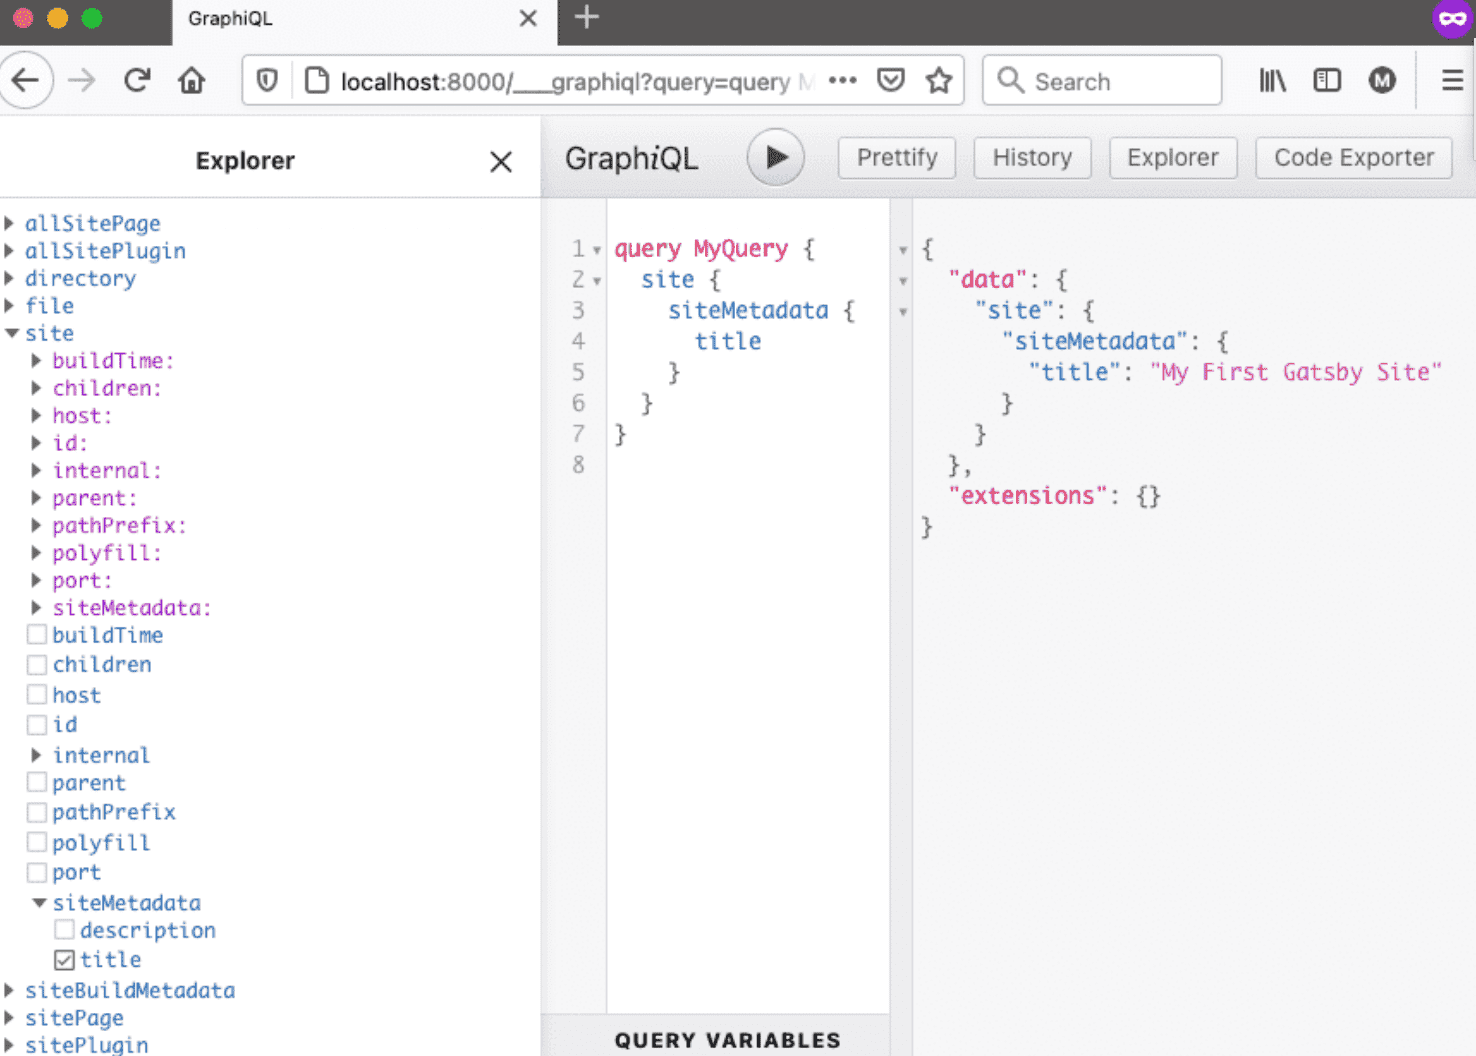 GraphiQL
localhost:8000/___graphiql?query=query M
Search
M
Explorer
allSitePage
allSitePlugin
directory
file
site
buildTime:
children:
host:
id:
internal:
parent:
pathPrefix:
polyfill:
port:
siteMetadata:
buildTime
children
host
id
internal
parent
pathPrefix
polyfill
port
siteMetadata
description
title
siteBuildMetadata
sitePage
sitePlugin
GraphiQL
Prettify
History
Explorer
Code Exporter
1 query MyQuery {
2 site {
3 siteMetadata {
4 title
5 }
6 }
7 }
8
QUERY VARIABLES
{
"data": {
"site": {
"siteMetadata": {
"title": "My First Gatsby Site"
}
}
},
"extensions": {}
}